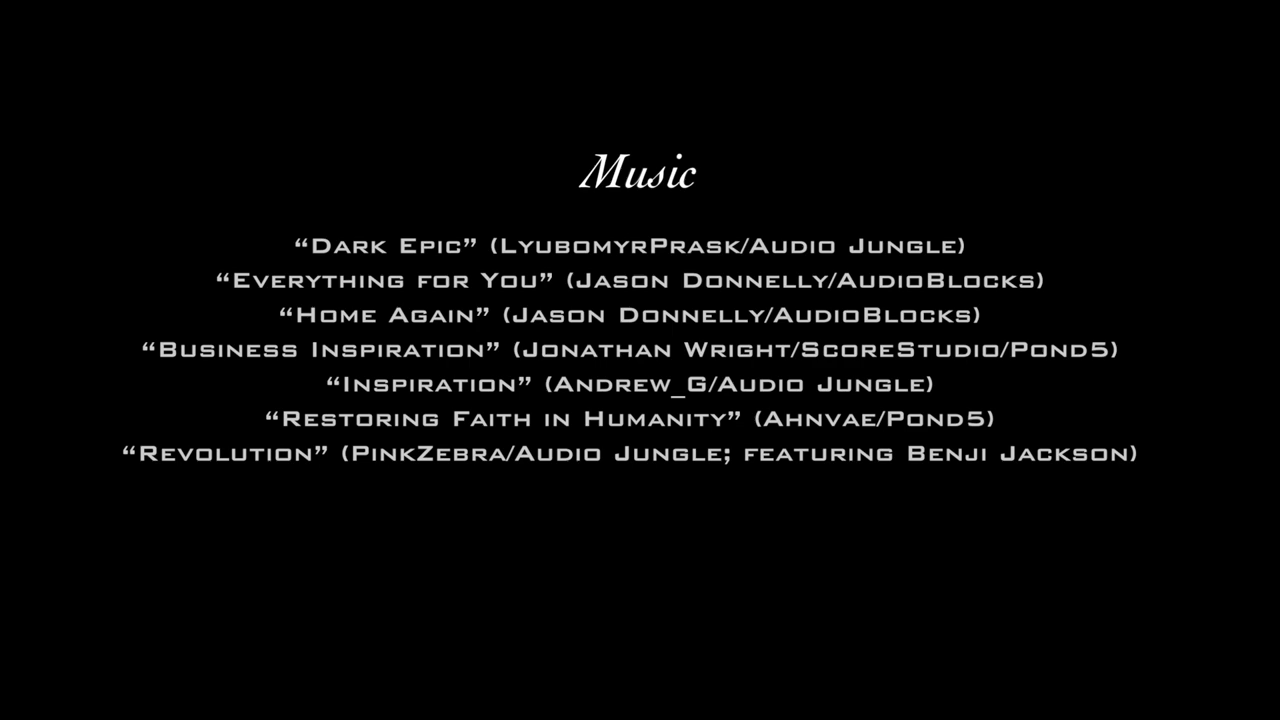 Music
“Dark Epic” (LyubomyrPrask/Audio Jungle)
“Everything for You” (Jason Donnelly/AudioBlocks)
“Home Again” (Jason Donnelly/AudioBlocks)
“Business Inspiration” (Jonathan Wright/ScoreStudio/Pond5)
“Inspiration” (Andrew_G/Audio Jungle)
“Restoring Faith in Humanity” (Ahnvae/Pond5)
“Revolution” (PinkZebra/Audio Jungle; featuring Benji Jackson)